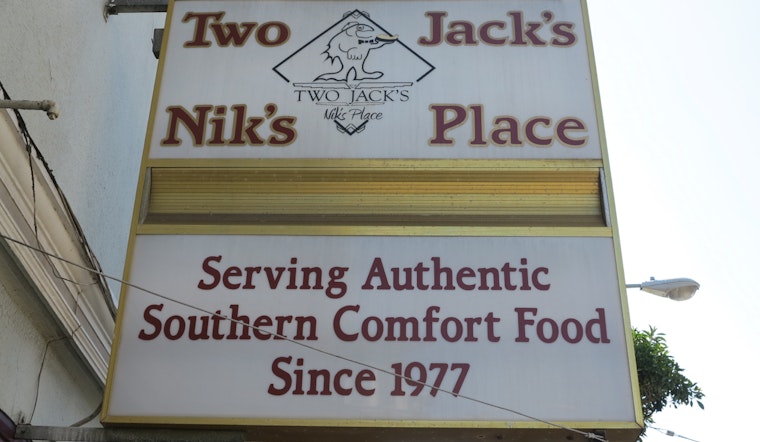 Two Jack's
TWO JACK'S
Nik's Place
Nik's Place
Serving Authentic
Southern Comfort Food
Since 1977